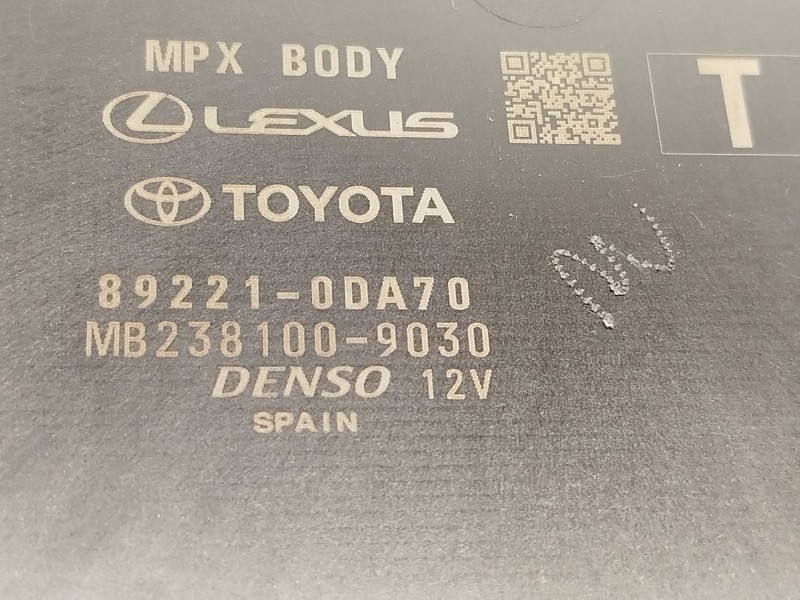 MPX BODY
LEXUS
T
TOYOTA
89221-0DA70
MB238100-9030
DENSO 12V
SPAIN